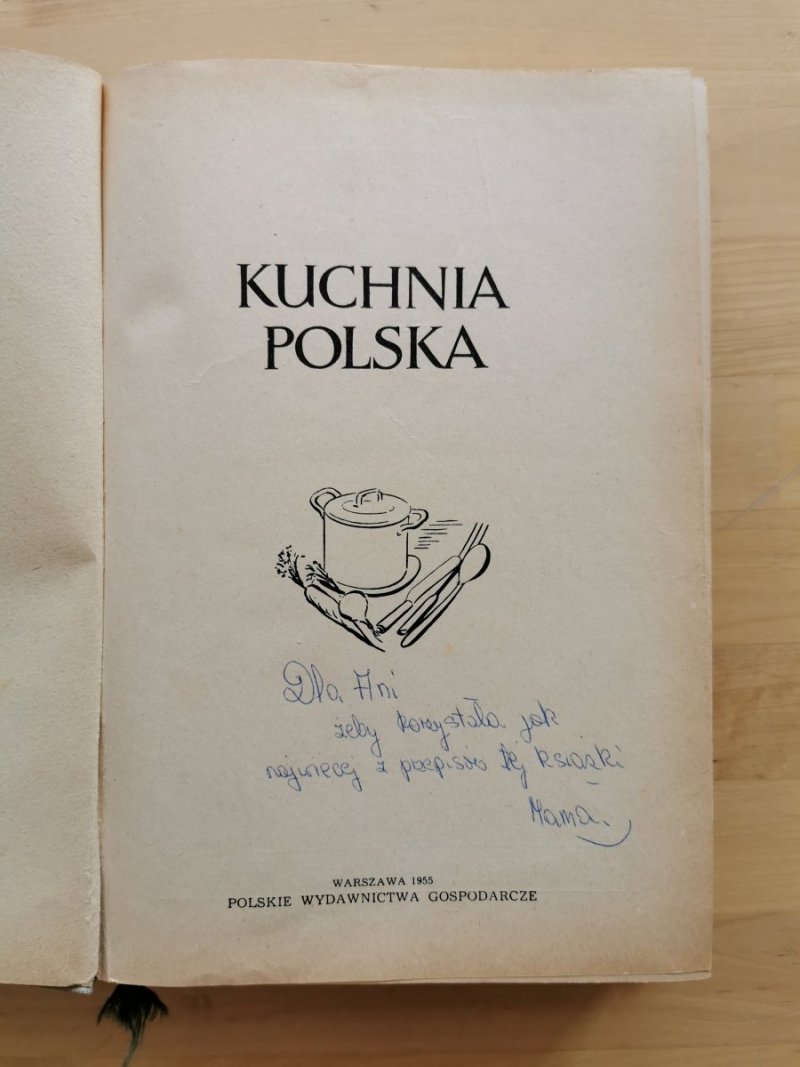 KUCHNIA
POLSKA
Dla Ani
żeby korzystała jak
najwięcej z przepisów tej książki
Mama.
WARSZAWA 1955
POLSKIE WYDAWNICTWA GOSPODARCZE